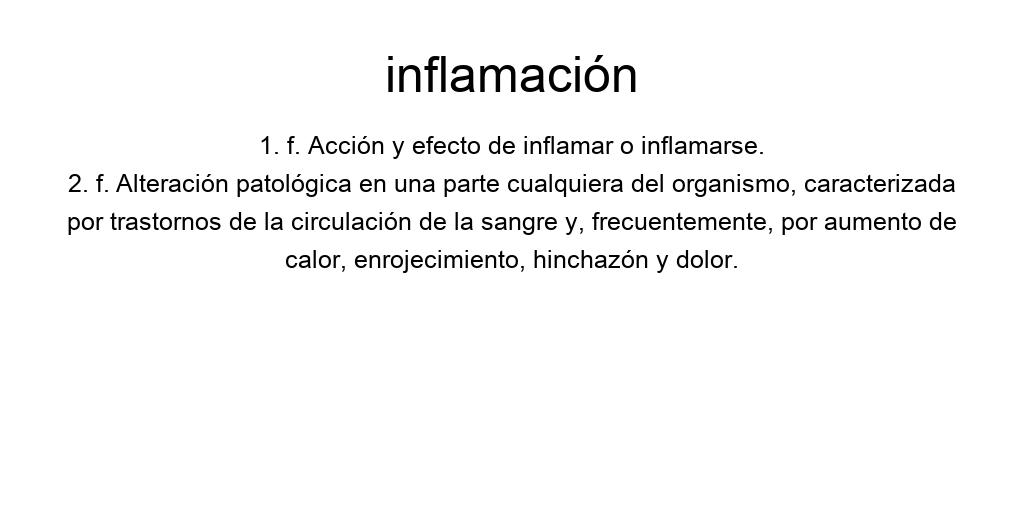 inflamación
1. f. Acción y efecto de inflamar o inflamarse.
2. f. Alteración patológica en una parte cualquiera del organismo, caracterizada
por trastornos de la circulación de la sangre y, frecuentemente, por aumento de
calor, enrojecimiento, hinchazón y dolor.